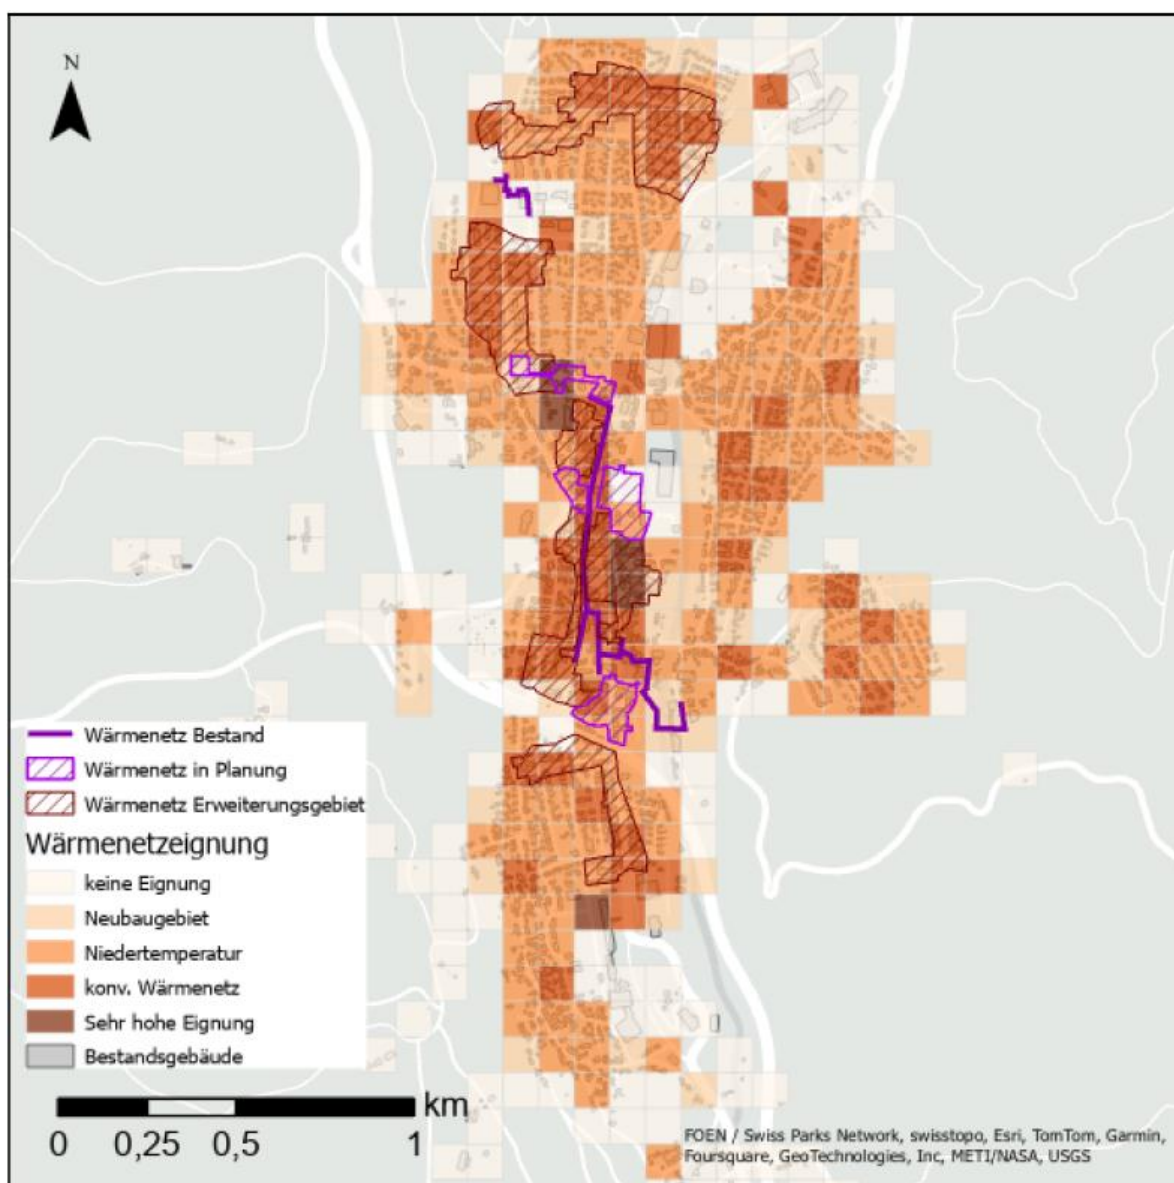 N
Wärmenetz Bestand
Wärmenetz in Planung
Wärmenetz Erweiterungsgebiet
Wärmenetzeignung
keine Eignung
Neubaugebiet
Niedertemperatur
konv. Wärmenetz
Sehr hohe Eignung
Bestandsgebäude
km
0 0,25 0,5 1
FOEN / Swiss Parks Network, swisstopo, Esri, TomTom, Garmin,
Foursquare, GeoTechnologies, Inc, METI/NASA, USGS